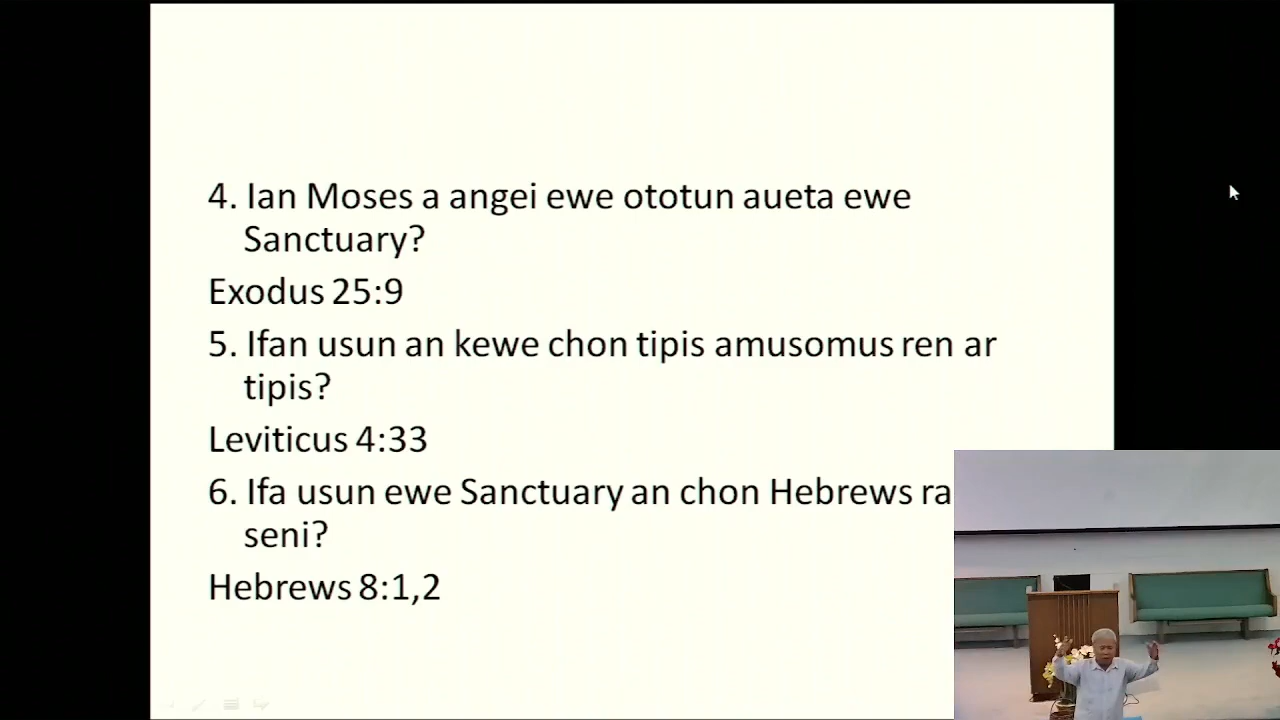 4. Ian Moses a angei ewe ototun aueta ewe
Sanctuary?
Exodus 25:9
5. Ifan usun an kewe chon tipis amusomus ren ar
tipis?
Leviticus 4:33
6. Ifa usun ewe Sanctuary an chon Hebrews ra
seni?
Hebrews 8:1,2